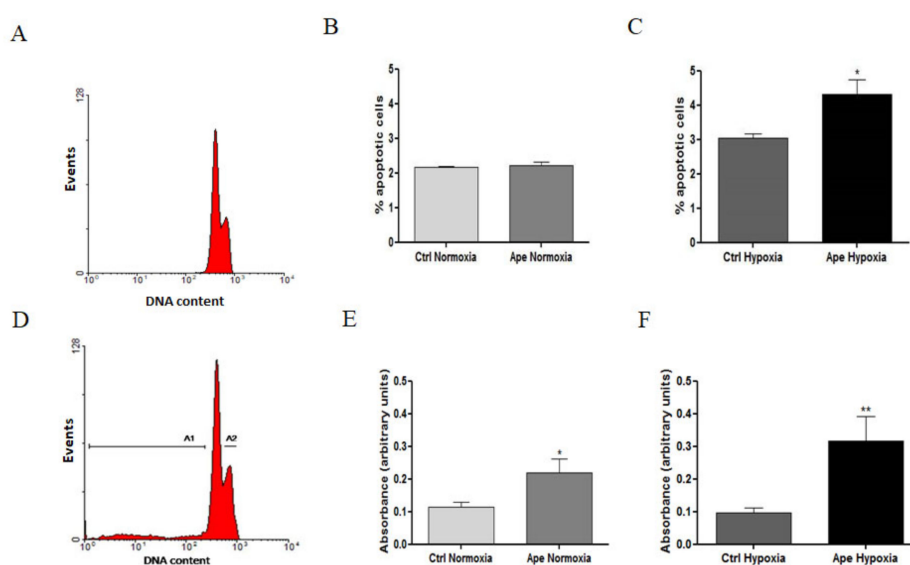 A
128
Events
0
10⁰ 10¹ 10² 10³ 10⁴
DNA content
B
% apoptotic cells
5
4
3
2
1
0
Ctrl Normoxia Ape Normoxia
C
% apoptotic cells
5
4
3
2
1
0
*
Ctrl Hypoxia Ape Hypoxia
D
128
Events
0
A1 A2
10⁰ 10¹ 10² 10³ 10⁴
DNA content
E
Absorbance (arbitrary units)
0.5
0.4
0.3
0.2
0.1
0.0
*
Ctrl Normoxia Ape Normoxia
F
Absorbance (arbitrary units)
0.5
0.4
0.3
0.2
0.1
0.0
**
Ctrl Hypoxia Ape Hypoxia